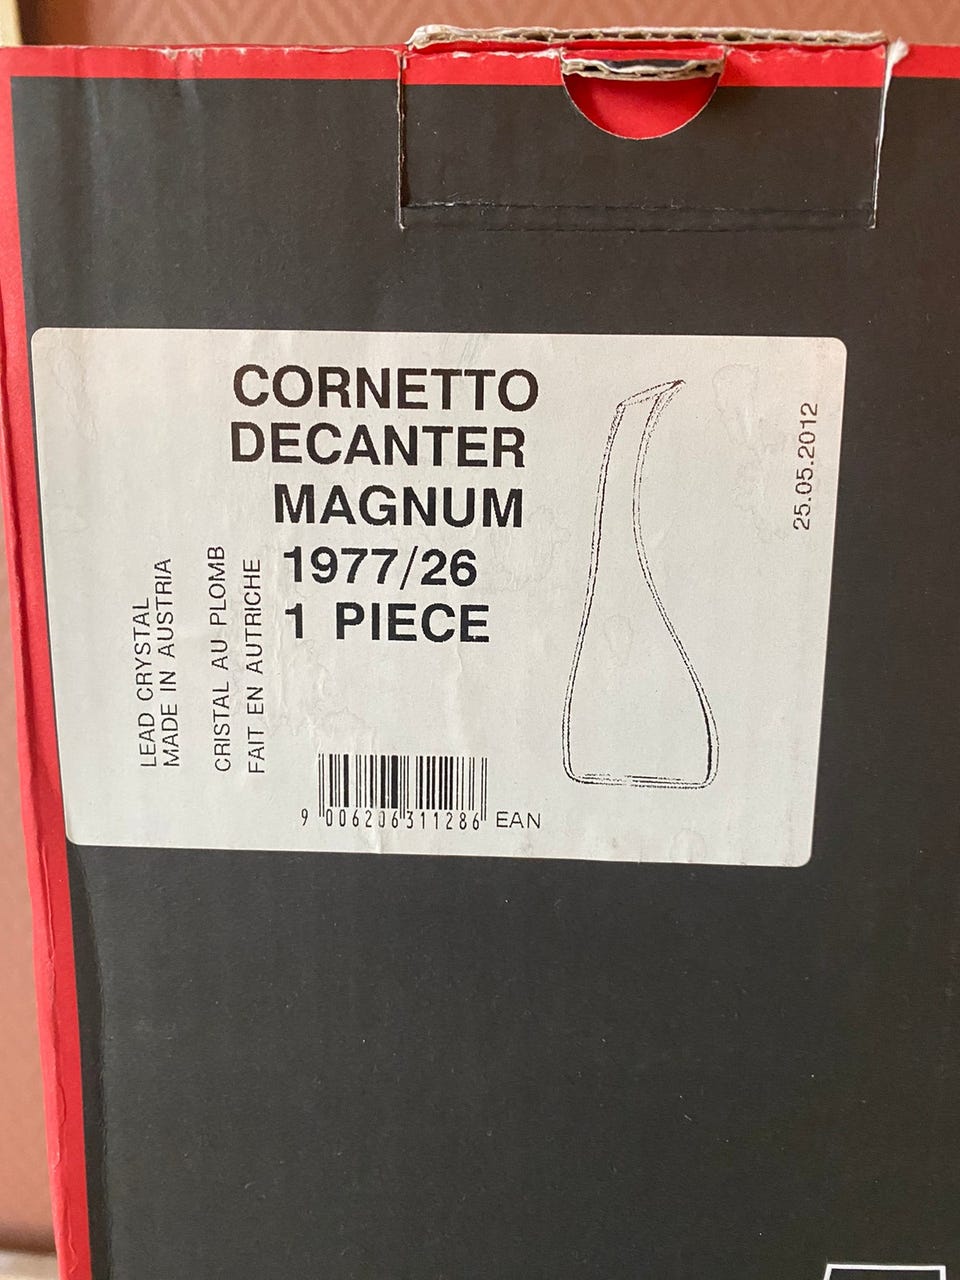 CORNETTO
DECANTER
MAGNUM
1977/26
1 PIECE
LEAD CRYSTAL
MADE IN AUSTRIA
CRISTAL AU PLOMB
FAIT EN AUTRICHE
25.05.2012
9 006206 311286 EAN